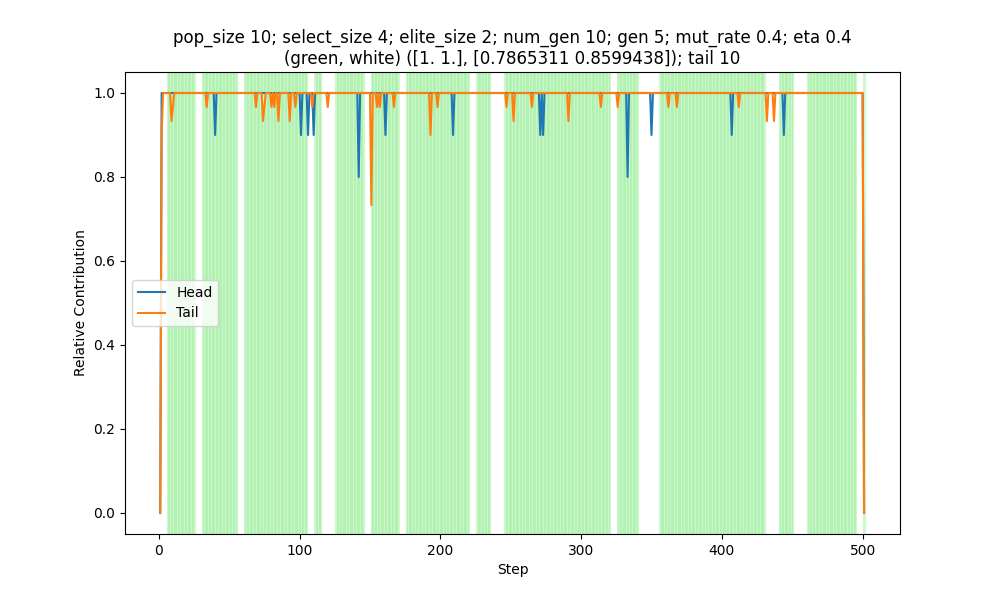 pop_size 10; select_size 4; elite_size 2; num_gen 10; gen 5; mut_rate 0.4; eta 0.4
(green, white) ([1. 1.], [0.7865311 0.8599438]); tail 10
1.0
0.8
0.6
0.4
0.2
0.0
Relative Contribution
Head
Tail
0
100
200
300
400
500
Step